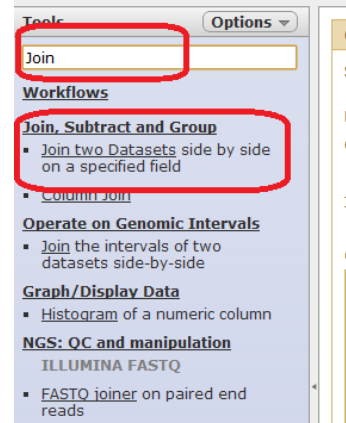 Tools Options
Join
Workflows
Join, Subtract and Group
Join two Datasets side by side
on a specified field
Column Join
Operate on Genomic Intervals
Join the intervals of two
datasets side-by-side
Graph/Display Data
Histogram of a numeric column
NGS: QC and manipulation
ILLUMINA FASTQ
FASTQ joiner on paired end
reads